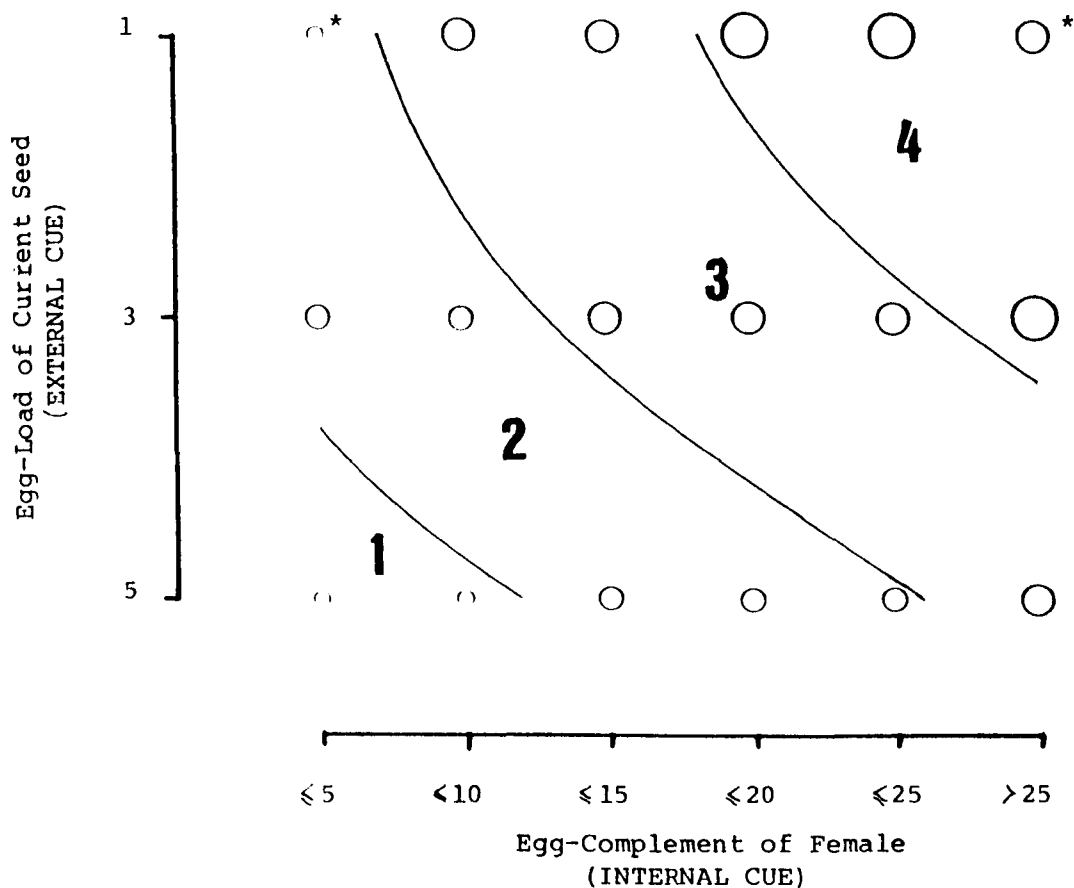 1
*
*
4
3
3
2
1
5
Egg-Load of Current Seed
(EXTERNAL CUE)
⩽5 ⩽10 ⩽15 ⩽20 ⩽25 >25
Egg-Complement of Female
(INTERNAL CUE)